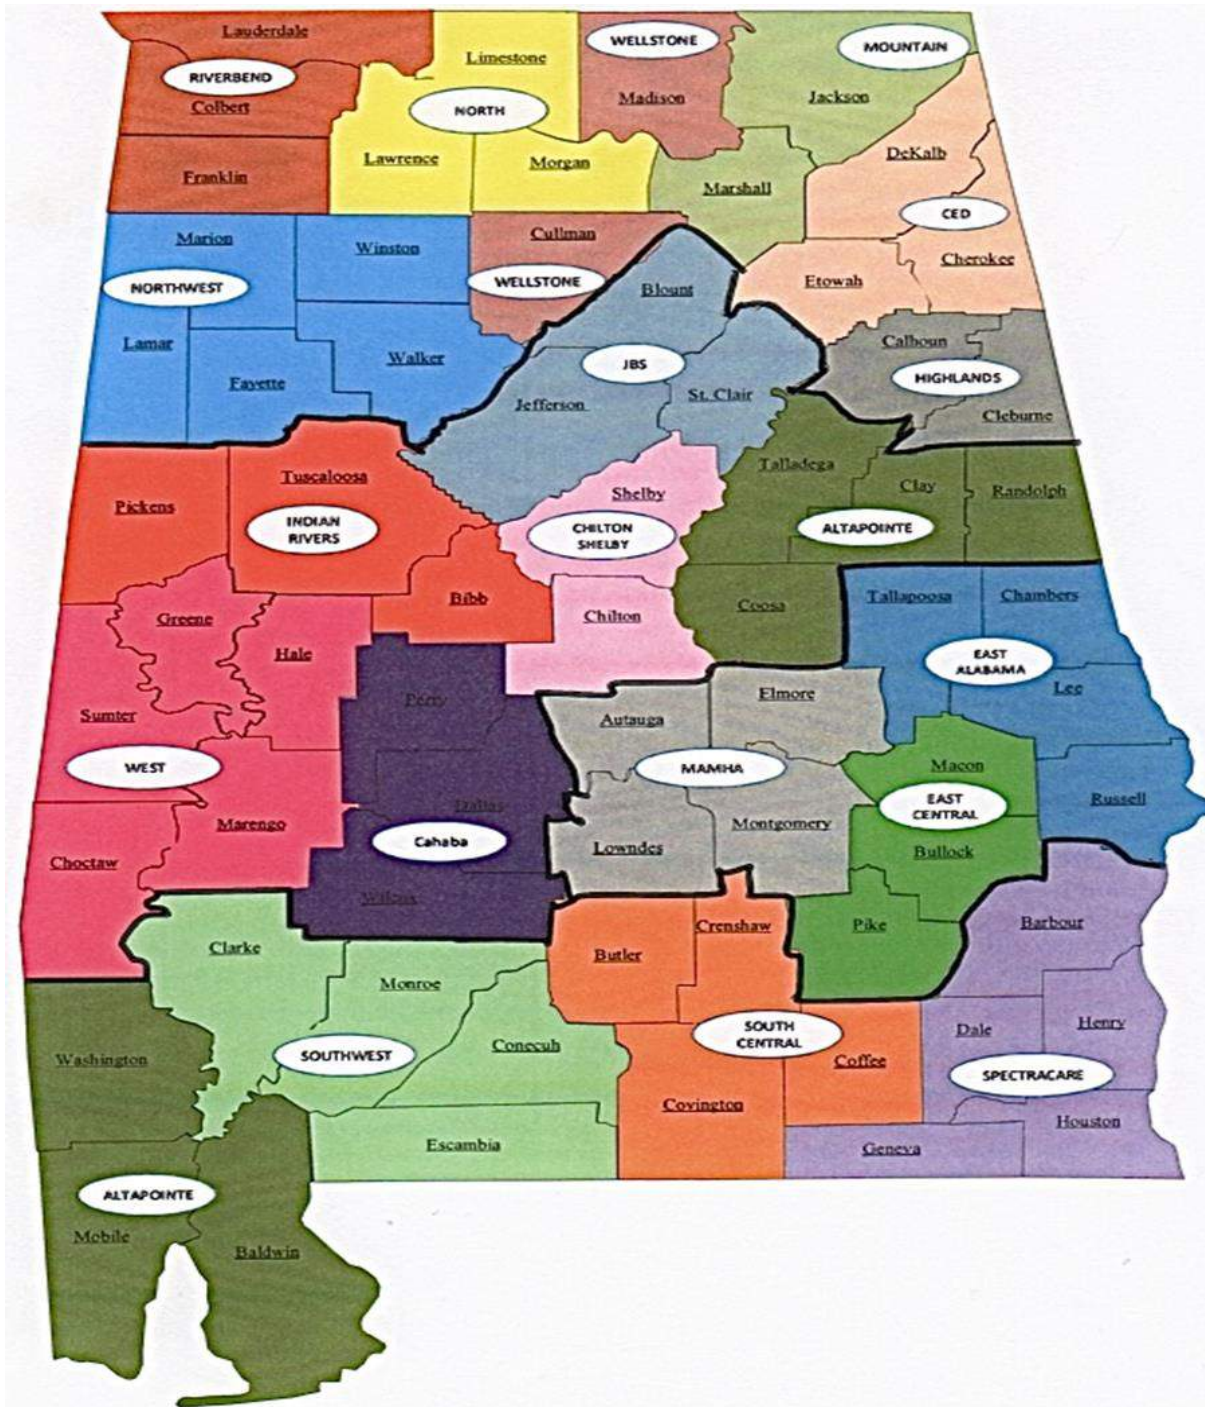 Lauderdale
Limestone
WELLSTONE
MOUNTAIN
RIVERBEND
Colbert
NORTH
Madison
Jackson
Lawrence
Morgan
DeKalb
Franklin
Marshall
CED
Marion
Winston
Cullman
Cherokee
NORTHWEST
WELLSTONE
Blount
Etowah
Lamar
Walker
JBS
Calhoun
Fayette
HIGHLANDS
Jefferson
St. Clair
Cleburne
Tuscaloosa
Talladega
Pickens
Shelby
Clay
Randolph
INDIAN
RIVERS
CHILTON
SHELBY
ALTAPOINTE
Greene
Bibb
Chilton
Coosa
Tallapoosa
Chambers
Hale
EAST
ALABAMA
Sumter
Perry
Autauga
Elmore
Lee
WEST
MAMHA
Macon
Marengo
Dallas
EAST
CENTRAL
Russell
Choctaw
Cahaba
Lowndes
Montgomery
Bullock
Wilcox
Clarke
Butler
Crenshaw
Pike
Barbour
Monroe
Washington
SOUTHWEST
Conecuh
SOUTH
CENTRAL
Coffee
Dale
Henry
SPECTRACARE
Escambia
Covington
Geneva
Houston
ALTAPOINTE
Mobile
Baldwin